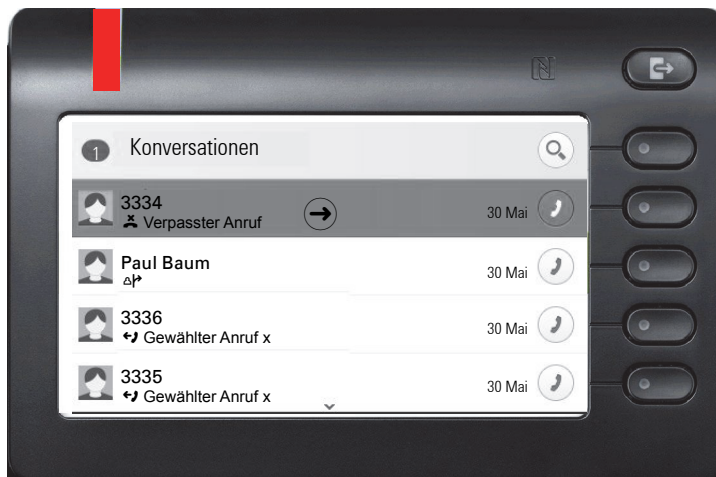 1 Konversationen
3334 30 Mai
Verpasster Anruf
Paul Baum 30 Mai
3336 30 Mai
Gewählter Anruf x
3335 30 Mai
Gewählter Anruf x